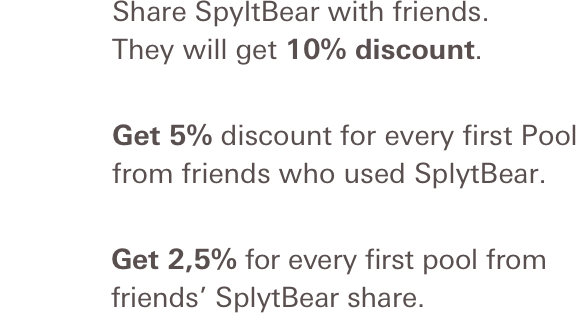 Share SpyltBear with friends.
They will get 10% discount.
Get 5% discount for every first Pool
from friends who used SplytBear.
Get 2,5% for every first pool from
friends’ SplytBear share.